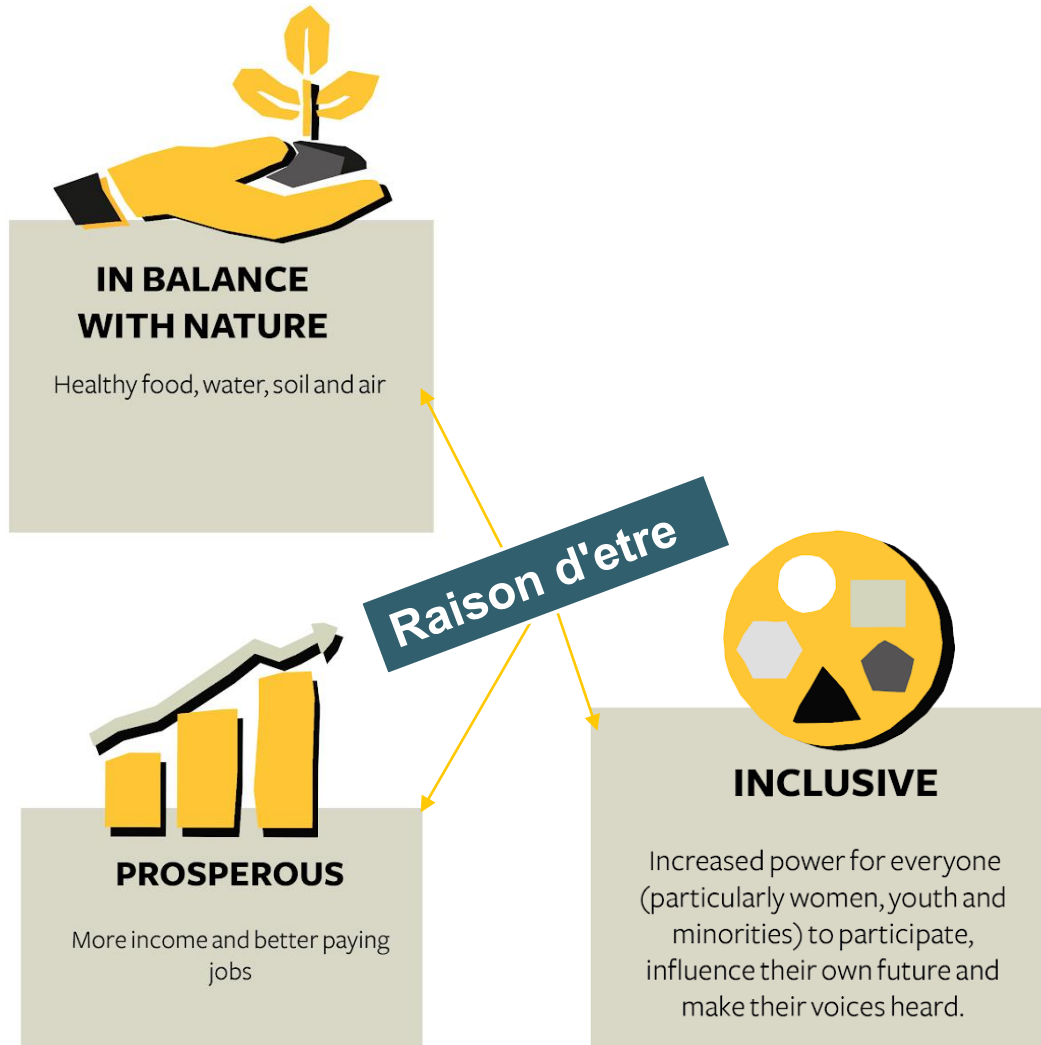 IN BALANCE
WITH NATURE
Healthy food, water, soil and air
Raison d'etre
PROSPEROUS
More income and better paying
jobs
INCLUSIVE
Increased power for everyone
(particularly women, youth and
minorities) to participate,
influence their own future and
make their voices heard.